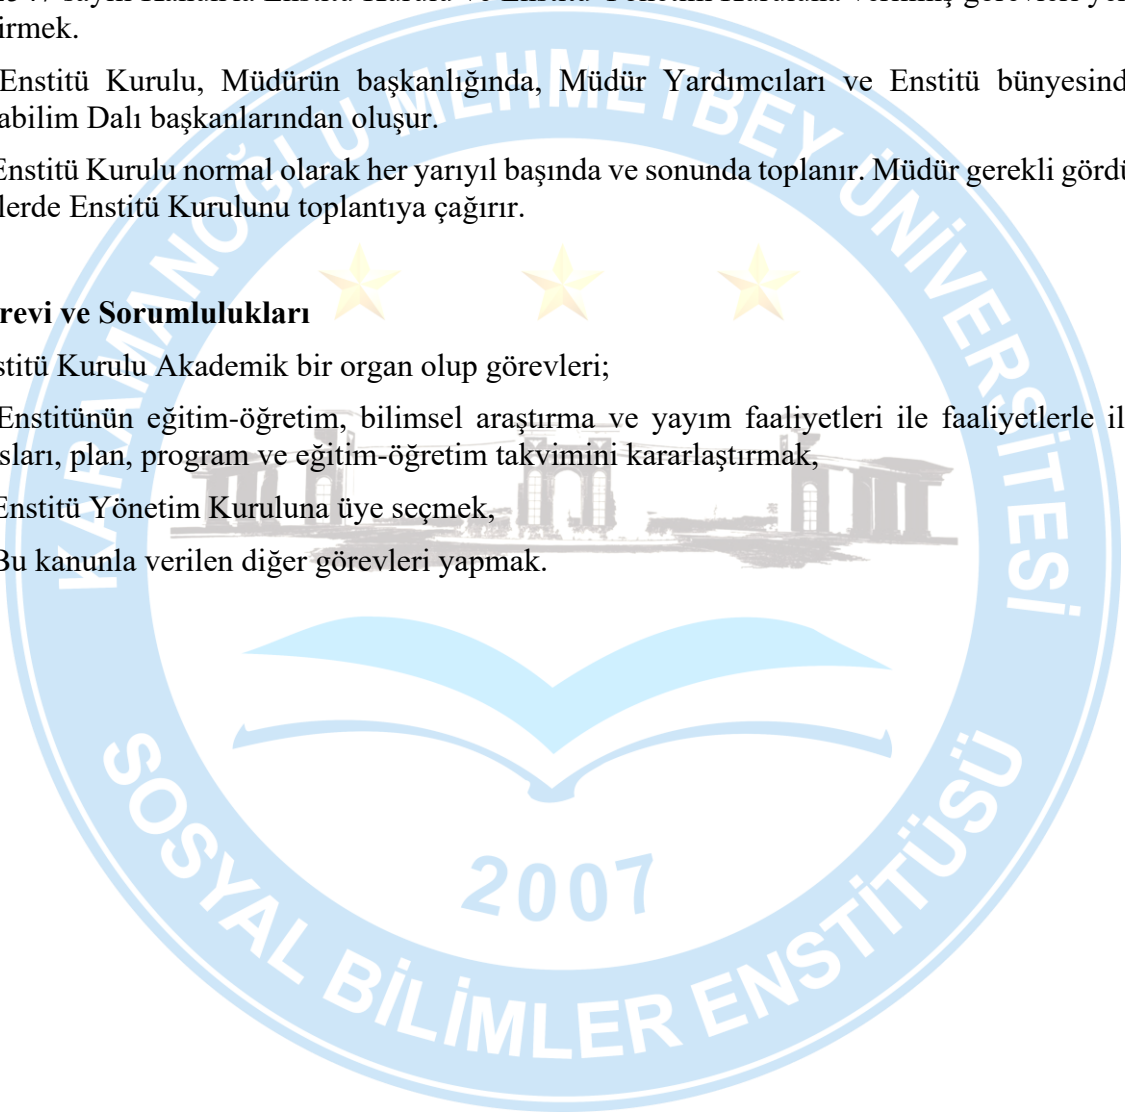 2547 sayılı Kanun'la Enstitü Kurulu ve Enstitü Yönetim Kuruluna verilmiş görevleri
irmek.
Enstitü Kurulu, Müdürün başkanlığında, Müdür Yardımcıları ve Enstitü bünyesind
abilim Dalı başkanlarından oluşur.
Enstitü Kurulu normal olarak her yarıyıl başında ve sonunda toplanır. Müdür gerekli gördü
lerde Enstitü Kurulunu toplantıya çağırır.
revi ve Sorumlulukları
stitü Kurulu Akademik bir organ olup görevleri;
Enstitünün eğitim-öğretim, bilimsel araştırma ve yayım faaliyetleri ile faaliyetlerle il
sları, plan, program ve eğitim-öğretim takvimini kararlaştırmak,
Enstitü Yönetim Kuruluna üye seçmek,
Bu kanunla verilen diğer görevleri yapmak.
KARAMANOĞLU MEHMETBEY ÜNİVERSİTESİ
2007
SOSYAL BİLİMLER ENSTİTÜSÜ